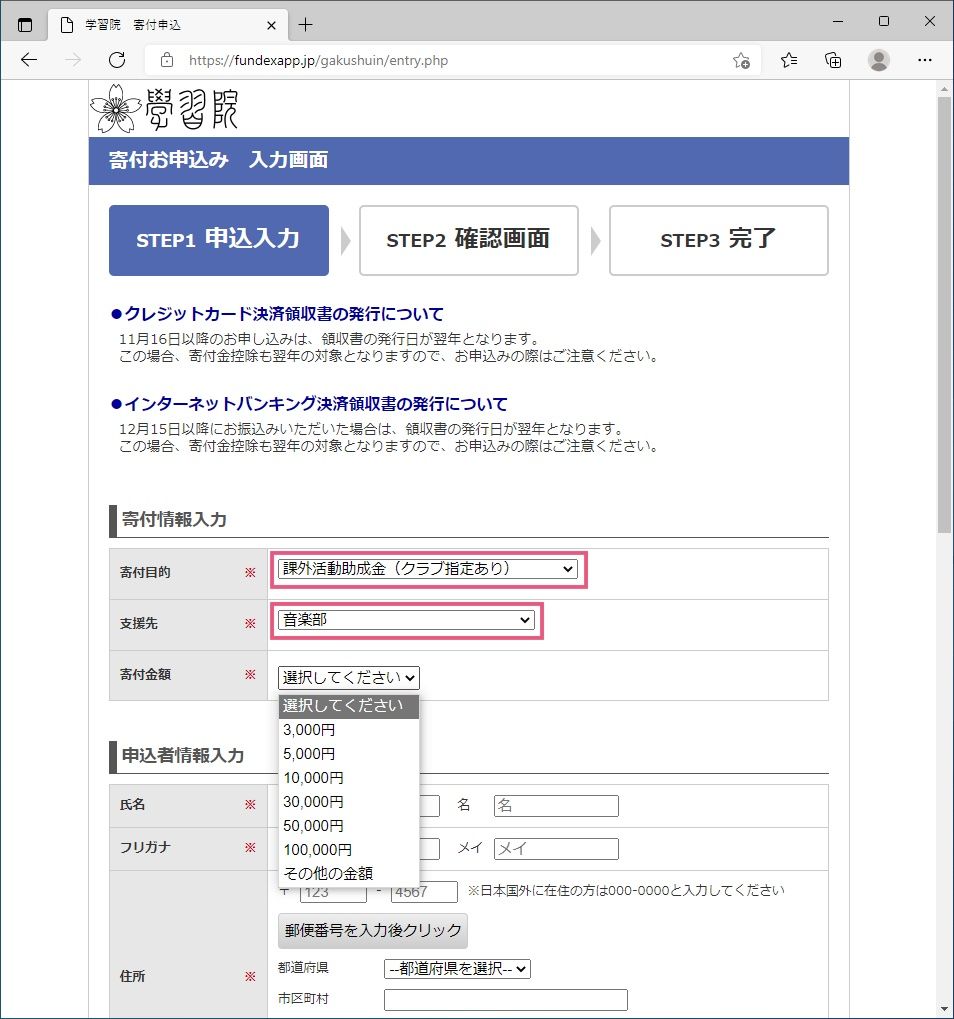 学習院　寄付申込
https://fundexapp.jp/gakushuin/entry.php
學習院
寄付お申込み　入力画面
STEP1 申込入力
STEP2 確認画面
STEP3 完了
●クレジットカード決済領収書の発行について
11月16日以降のお申し込みは、領収書の発行日が翌年となります。
この場合、寄付金控除も翌年の対象となりますので、お申込みの際はご注意ください。
●インターネットバンキング決済領収書の発行について
12月15日以降にお振込みいただいた場合は、領収書の発行日が翌年となります。
この場合、寄付金控除も翌年の対象となりますので、お申込みの際はご注意ください。
寄付情報入力
寄付目的 ※ 課外活動助成金（クラブ指定あり）
支援先 ※ 音楽部
寄付金額 ※ 選択してください
選択してください
3,000円
5,000円
10,000円
30,000円
50,000円
100,000円
その他の金額
申込者情報入力
氏名 ※ 名 名
フリガナ ※ メイ メイ
住所 ※
〒 123 - 4567 ※日本国外に在住の方は000-0000と入力してください
郵便番号を入力後クリック
都道府県 --都道府県を選択--
市区町村